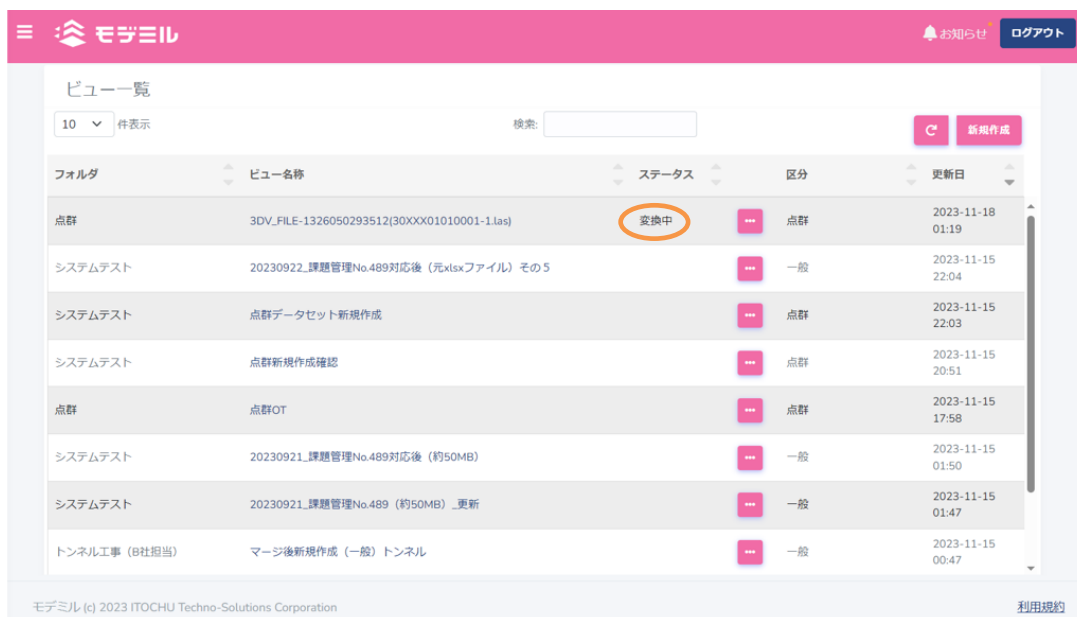 モデミル
お知らせ
ログアウト
ビュー一覧
10 件表示
検索:
新規作成
フォルダ ビュー名称 ステータス 区分 更新日
点群 3DV_FILE-1326050293512(30XXX01010001-1.las) 変換中 点群 2023-11-18
01:19
システムテスト 20230922_課題管理No.489対応後（元xlsxファイル）その５ 一般 2023-11-15
22:04
システムテスト 点群データセット新規作成 点群 2023-11-15
22:03
システムテスト 点群新規作成確認 点群 2023-11-15
20:51
点群 点群OT 点群 2023-11-15
17:58
システムテスト 20230921_課題管理No.489対応後（約50MB） 一般 2023-11-15
01:50
システムテスト 20230921_課題管理No.489（約50MB）_更新 一般 2023-11-15
01:47
トンネル工事（B社担当） マージ後新規作成（一般）トンネル 一般 2023-11-15
00:47
モデミル (c) 2023 ITOCHU Techno-Solutions Corporation
利用規約